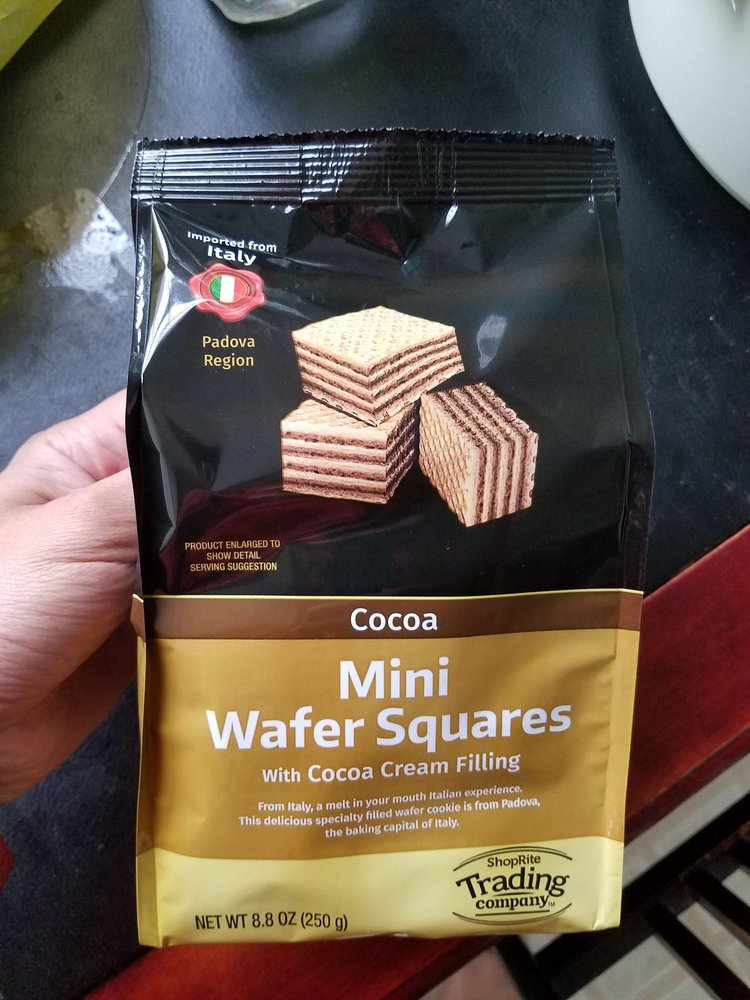 Imported from
Italy
Padova
Region
PRODUCT ENLARGED TO
SHOW DETAIL
SERVING SUGGESTION
Cocoa
Mini
Wafer Squares
With Cocoa Cream Filling
From Italy, a melt in your mouth Italian experience.
This delicious specialty filled wafer cookie is from Padova,
the baking capital of Italy.
ShopRite
Trading
company™
NET WT 8.8 OZ (250 g)